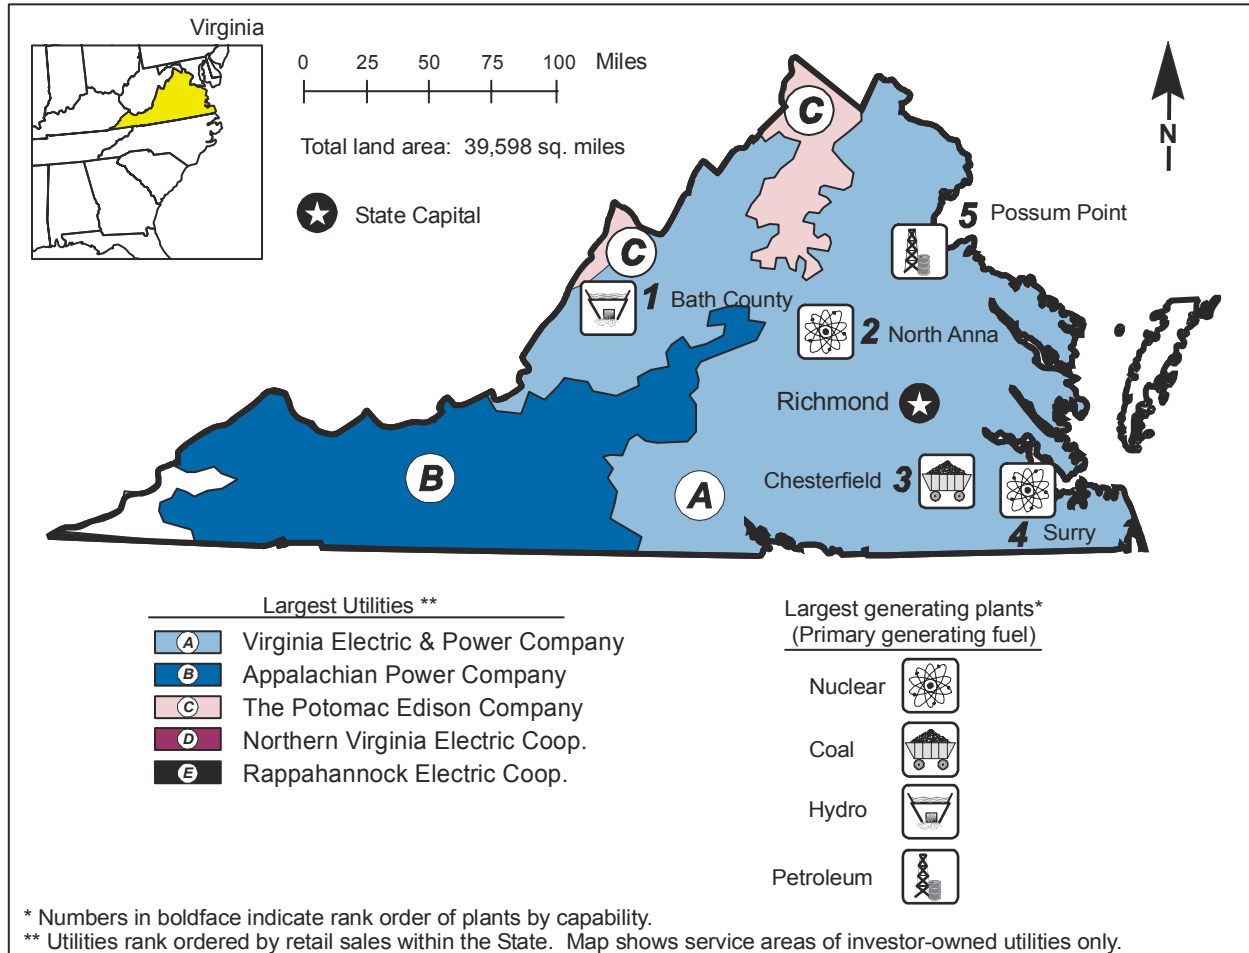 Virginia
0 25 50 75 100 Miles
Total land area: 39,598 sq. miles
State Capital
N
C
C
5 Possum Point
1 Bath County
2 North Anna
Richmond
B
A
Chesterfield 3
4 Surry
Largest Utilities **
A Virginia Electric & Power Company
B Appalachian Power Company
C The Potomac Edison Company
D Northern Virginia Electric Coop.
E Rappahannock Electric Coop.
Largest generating plants*
(Primary generating fuel)
Nuclear
Coal
Hydro
Petroleum
* Numbers in boldface indicate rank order of plants by capability.
** Utilities rank ordered by retail sales within the State. Map shows service areas of investor-owned utilities only.